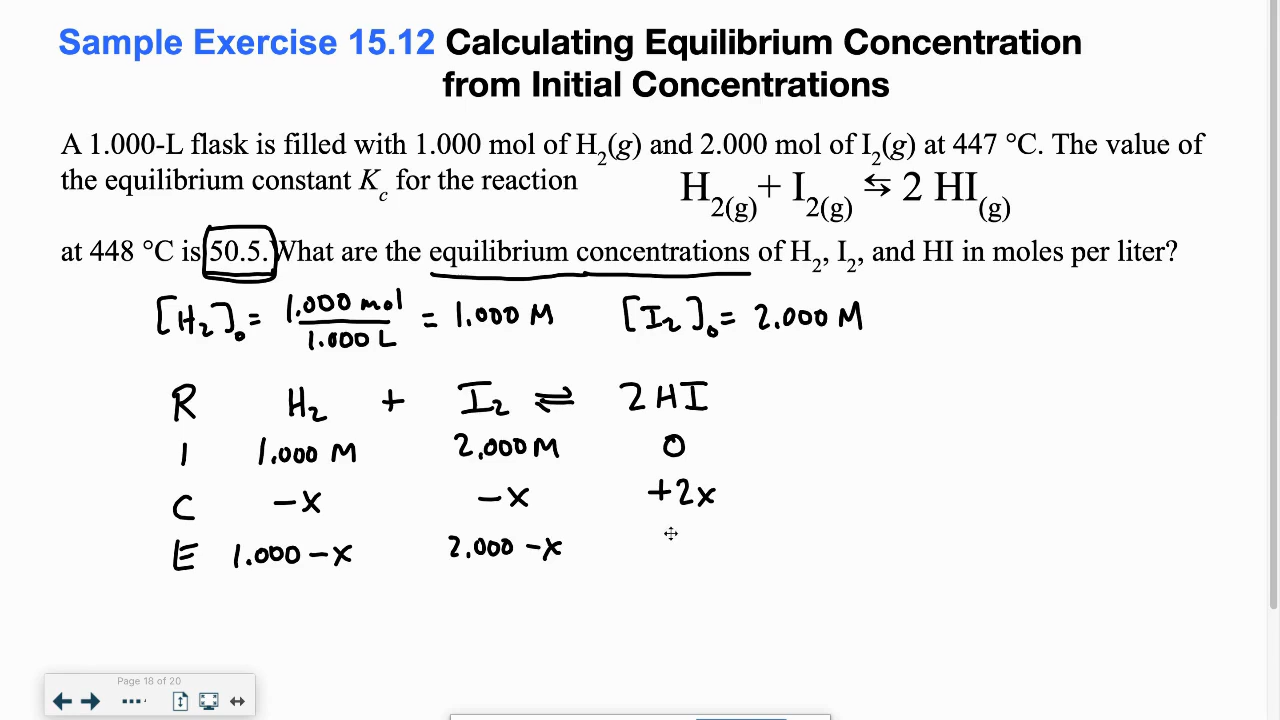 Sample Exercise 15.12 Calculating Equilibrium Concentration
from Initial Concentrations
A 1.000-L flask is filled with 1.000 mol of H₂(g) and 2.000 mol of I₂(g) at 447 °C. The value of
the equilibrium constant K꜀ for the reaction H₂(g) + I₂(g) ⇆ 2 HI(g)
at 448 °C is 50.5. What are the equilibrium concentrations of H₂, I₂, and HI in moles per liter?
[H₂]₀ = 1.000 mol / 1.000 L = 1.000 M [I₂]₀ = 2.000 M
R H₂ + I₂ ⇌ 2HI
I 1.000 M 2.000 M 0
C -x -x +2x
E 1.000 - x 2.000 - x
Page 18 of 20